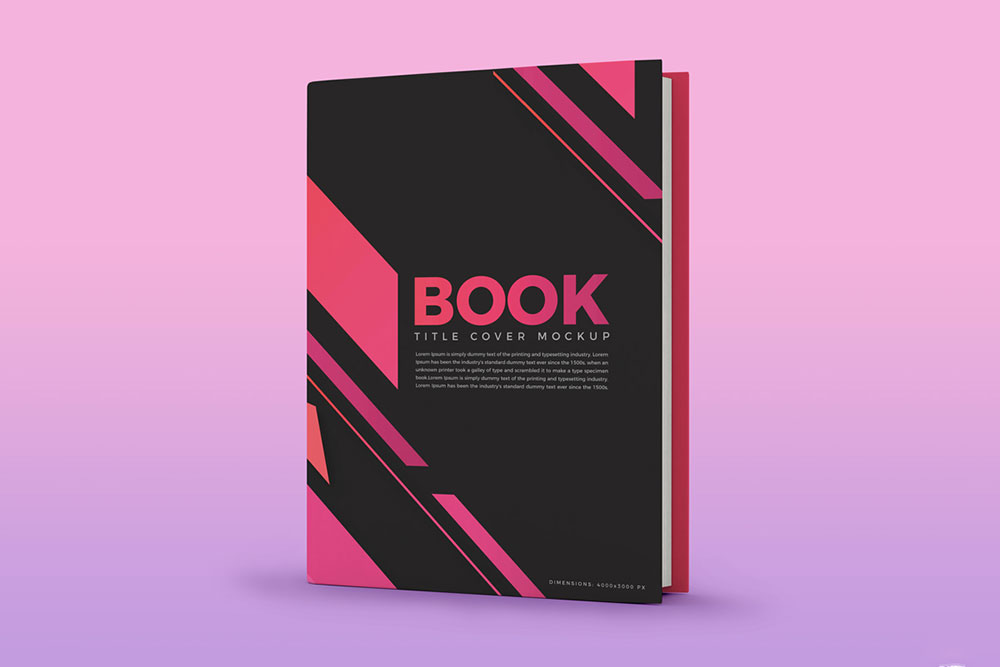 BOOK
TITLE COVER MOCKUP
Lorem Ipsum is simply dummy text of the printing and typesetting industry. Lorem
Ipsum has been the industry's standard dummy text ever since the 1500s, when an
unknown printer took a galley of type and scrambled it to make a type specimen
book.Lorem Ipsum is simply dummy text of the printing and typesetting industry.
Lorem Ipsum has been the industry's standard dummy text ever since the 1500s.
DIMENSIONS: 4000x3000 PX